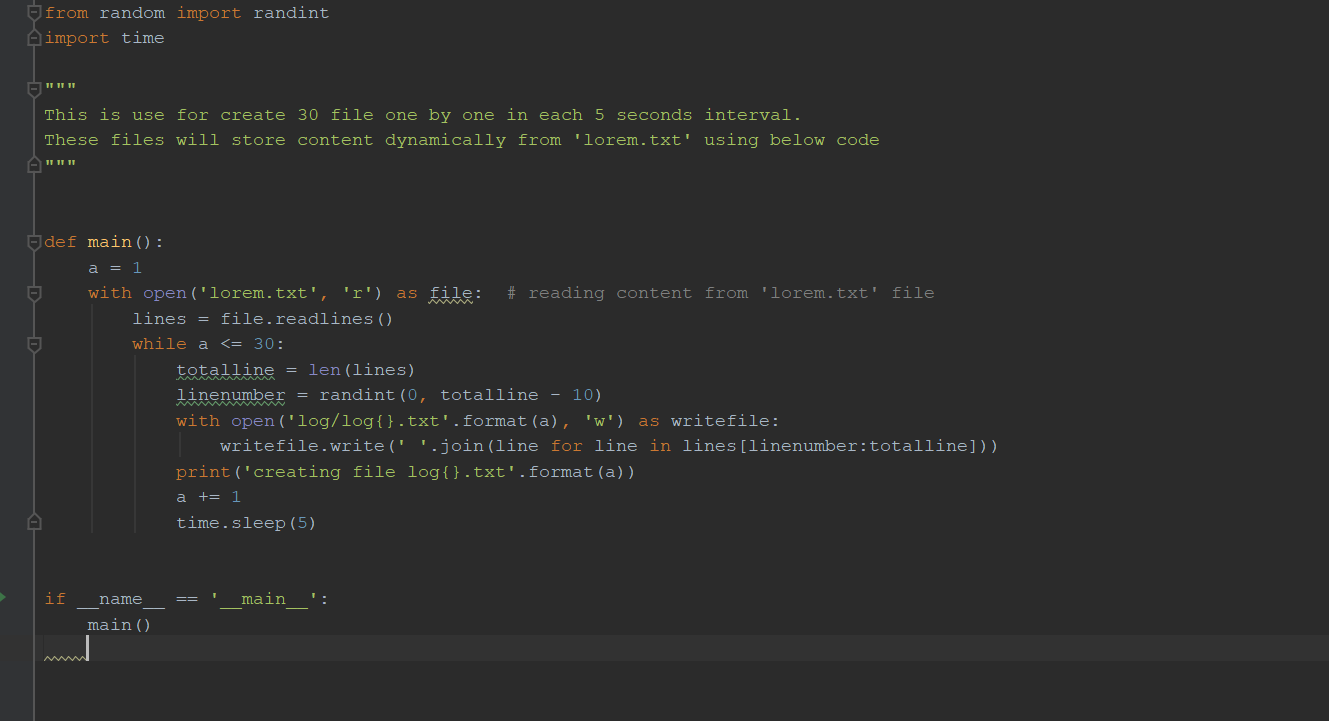 from random import randint
import time
"""
This is use for create 30 file one by one in each 5 seconds interval.
These files will store content dynamically from 'lorem.txt' using below code
"""
def main():
    a = 1
    with open('lorem.txt', 'r') as file:  # reading content from 'lorem.txt' file
        lines = file.readlines()
        while a <= 30:
            totalline = len(lines)
            linenumber = randint(0, totalline - 10)
            with open('log/log{}.txt'.format(a), 'w') as writefile:
                writefile.write(' '.join(line for line in lines[linenumber:totalline]))
            print('creating file log{}.txt'.format(a))
            a += 1
            time.sleep(5)
if __name__ == '__main__':
    main()